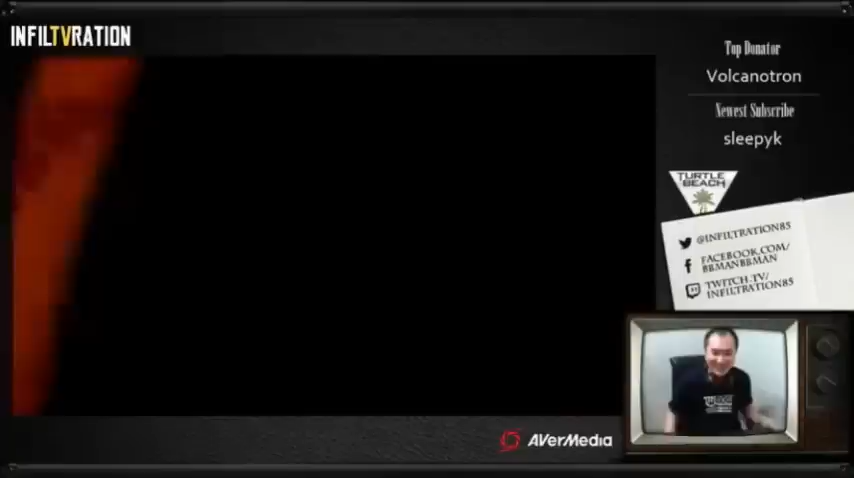 INFILTVRATION
Top Donator
Volcanotron
Newest Subscribe
sleepyk
TURTLE
BEACH
@INFILTRATION85
FACEBOOK.COM/
BBMANBBMAN
TWITCH.TV/
INFILTRATION85
AVerMedia